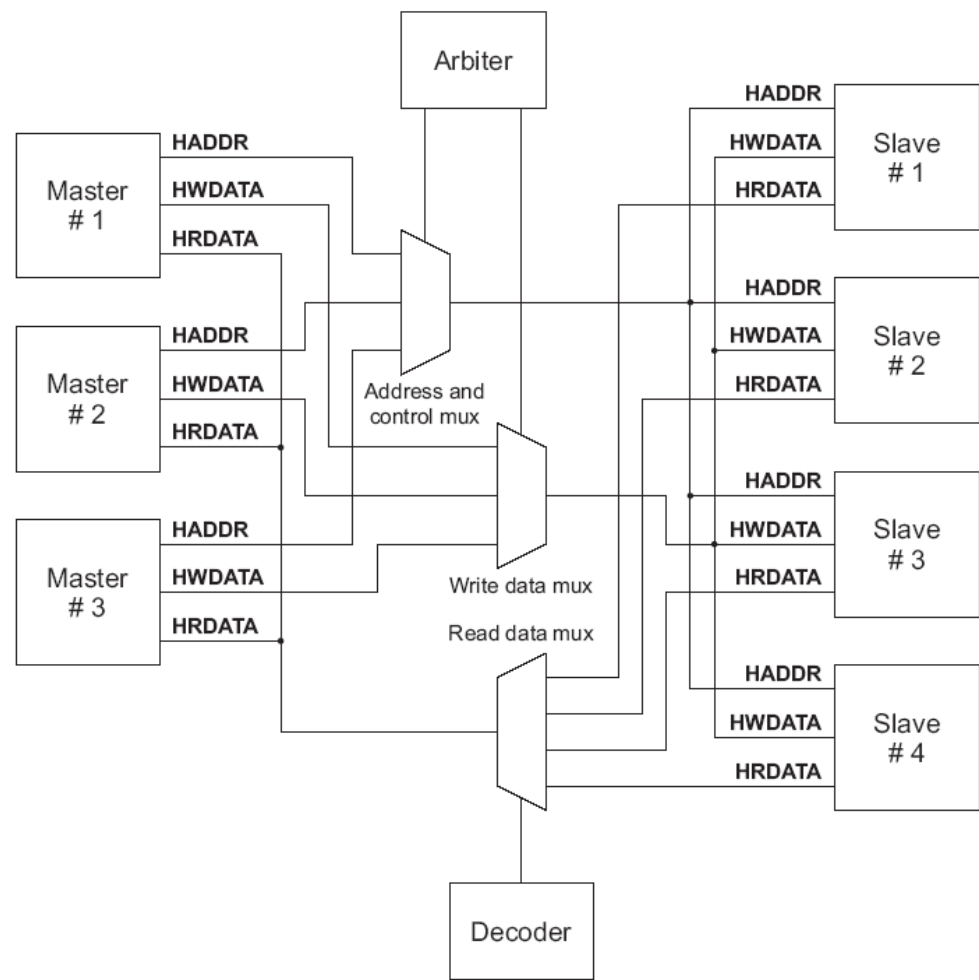 Arbiter
Master
# 1
HADDR
HWDATA
HRDATA
Master
# 2
HADDR
HWDATA
HRDATA
Master
# 3
HADDR
HWDATA
HRDATA
Address and
control mux
Write data mux
Read data mux
HADDR
HWDATA
HRDATA
Slave
# 1
HADDR
HWDATA
HRDATA
Slave
# 2
HADDR
HWDATA
HRDATA
Slave
# 3
HADDR
HWDATA
HRDATA
Slave
# 4
Decoder